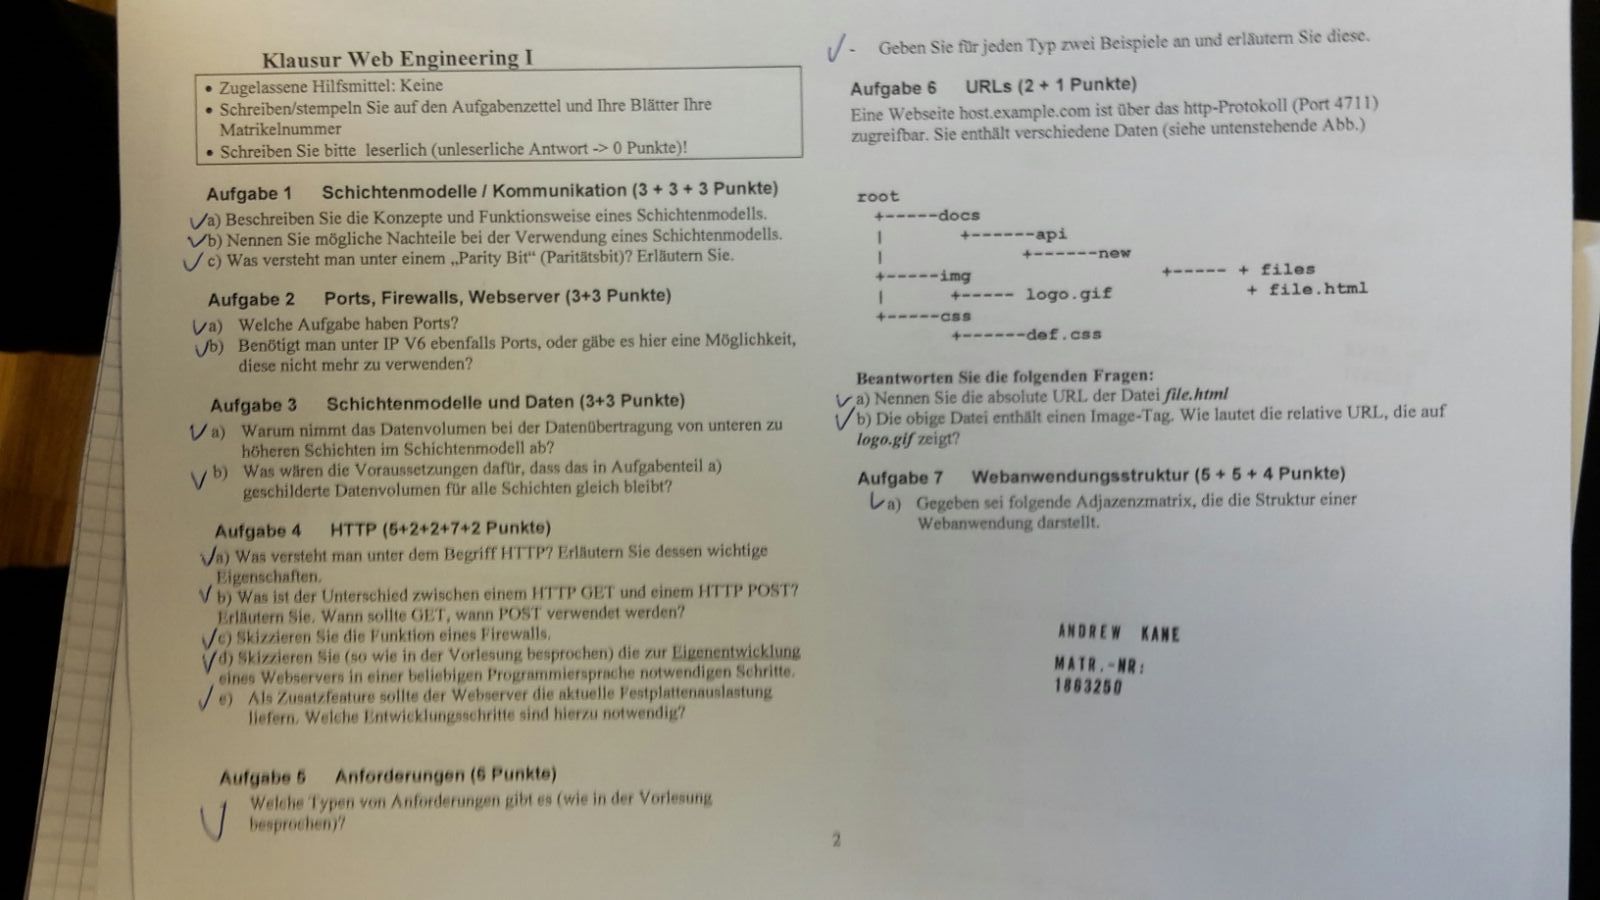 Klausur Web Engineering I
• Zugelassene Hilfsmittel: Keine
• Schreiben/stempeln Sie auf den Aufgabenzettel und Ihre Blätter Ihre
Matrikelnummer
• Schreiben Sie bitte leserlich (unleserliche Antwort -> 0 Punkte)!
Aufgabe 1 Schichtenmodelle / Kommunikation (3 + 3 + 3 Punkte)
a) Beschreiben Sie die Konzepte und Funktionsweise eines Schichtenmodells.
b) Nennen Sie mögliche Nachteile bei der Verwendung eines Schichtenmodells.
c) Was versteht man unter einem „Parity Bit“ (Paritätsbit)? Erläutern Sie.
Aufgabe 2 Ports, Firewalls, Webserver (3+3 Punkte)
a) Welche Aufgabe haben Ports?
b) Benötigt man unter IP V6 ebenfalls Ports, oder gäbe es hier eine Möglichkeit,
diese nicht mehr zu verwenden?
Aufgabe 3 Schichtenmodelle und Daten (3+3 Punkte)
a) Warum nimmt das Datenvolumen bei der Datenübertragung von unteren zu
höheren Schichten im Schichtenmodell ab?
b) Was wären die Voraussetzungen dafür, dass das in Aufgabenteil a)
geschilderte Datenvolumen für alle Schichten gleich bleibt?
Aufgabe 4 HTTP (5+2+2+7+2 Punkte)
a) Was versteht man unter dem Begriff HTTP? Erläutern Sie dessen wichtige
Eigenschaften.
b) Was ist der Unterschied zwischen einem HTTP GET und einem HTTP POST?
Erläutern Sie. Wann sollte GET, wann POST verwendet werden?
c) Skizzieren Sie die Funktion eines Firewalls.
d) Skizzieren Sie (so wie in der Vorlesung besprochen) die zur Eigenentwicklung
eines Webservers in einer beliebigen Programmiersprache notwendigen Schritte.
e) Als Zusatzfeature sollte der Webserver die aktuelle Festplattenauslastung
liefern. Welche Entwicklungsschritte sind hierzu notwendig?
Aufgabe 5 Anforderungen (6 Punkte)
Welche Typen von Anforderungen gibt es (wie in der Vorlesung
besprochen)?
- Geben Sie für jeden Typ zwei Beispiele an und erläutern Sie diese.
Aufgabe 6 URLs (2 + 1 Punkte)
Eine Webseite host.example.com ist über das http-Protokoll (Port 4711)
zugreifbar. Sie enthält verschiedene Daten (siehe untenstehende Abb.)
root
+-----docs
| +------api
| +------new
+-----img +----- + files
| +----- logo.gif + file.html
+-----css
+------def.css
Beantworten Sie die folgenden Fragen:
a) Nennen Sie die absolute URL der Datei file.html
b) Die obige Datei enthält einen Image-Tag. Wie lautet die relative URL, die auf
logo.gif zeigt?
Aufgabe 7 Webanwendungsstruktur (5 + 5 + 4 Punkte)
a) Gegeben sei folgende Adjazenzmatrix, die die Struktur einer
Webanwendung darstellt.
ANDREW KANE
MATR.-NR:
1863250
2